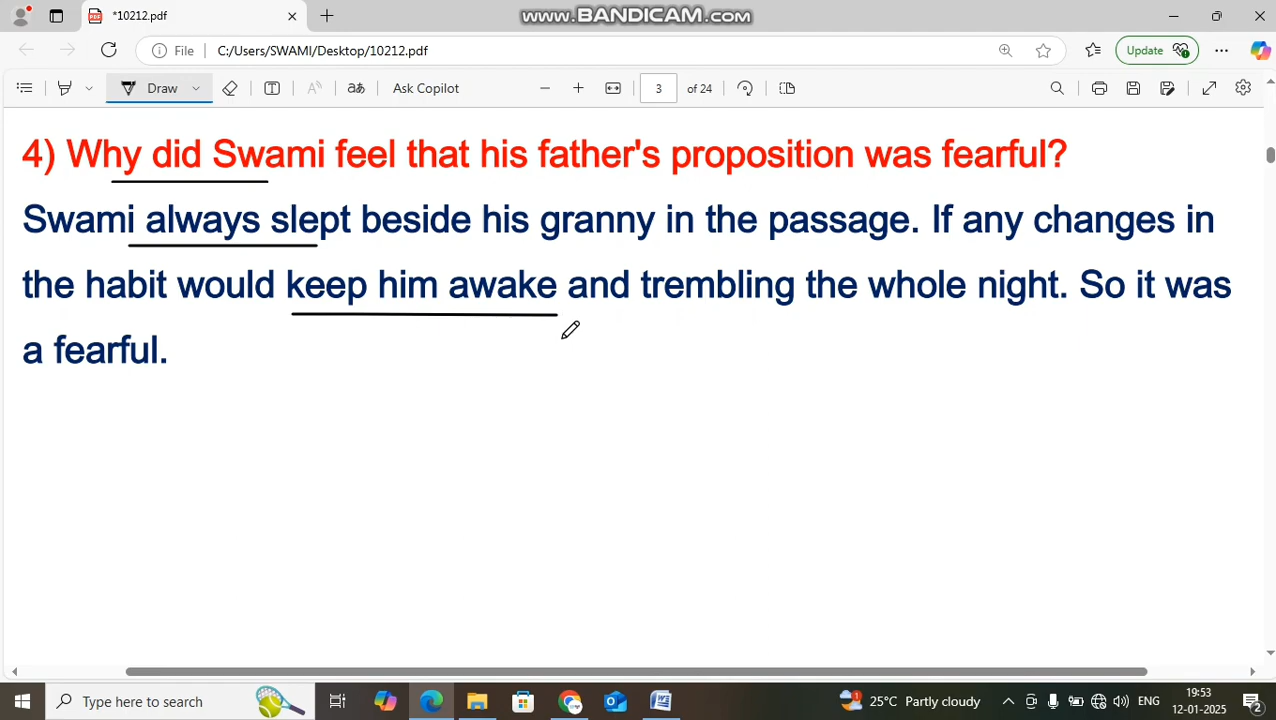 *10212.pdf
WWW.BANDICAM.COM
File C:/Users/SWAMI/Desktop/10212.pdf
Update
Draw
aあ
Ask Copilot
3 of 24
4) Why did Swami feel that his father's proposition was fearful?
Swami always slept beside his granny in the passage. If any changes in
the habit would keep him awake and trembling the whole night. So it was
a fearful.
Type here to search
25°C Partly cloudy
ENG
19:53
12-01-2025
2